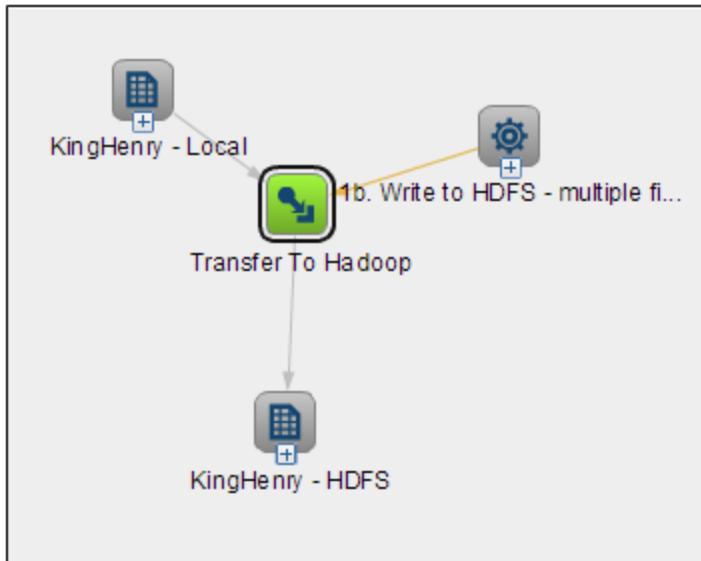 KingHenry - Local
1b. Write to HDFS - multiple fi...
Transfer To Hadoop
KingHenry - HDFS